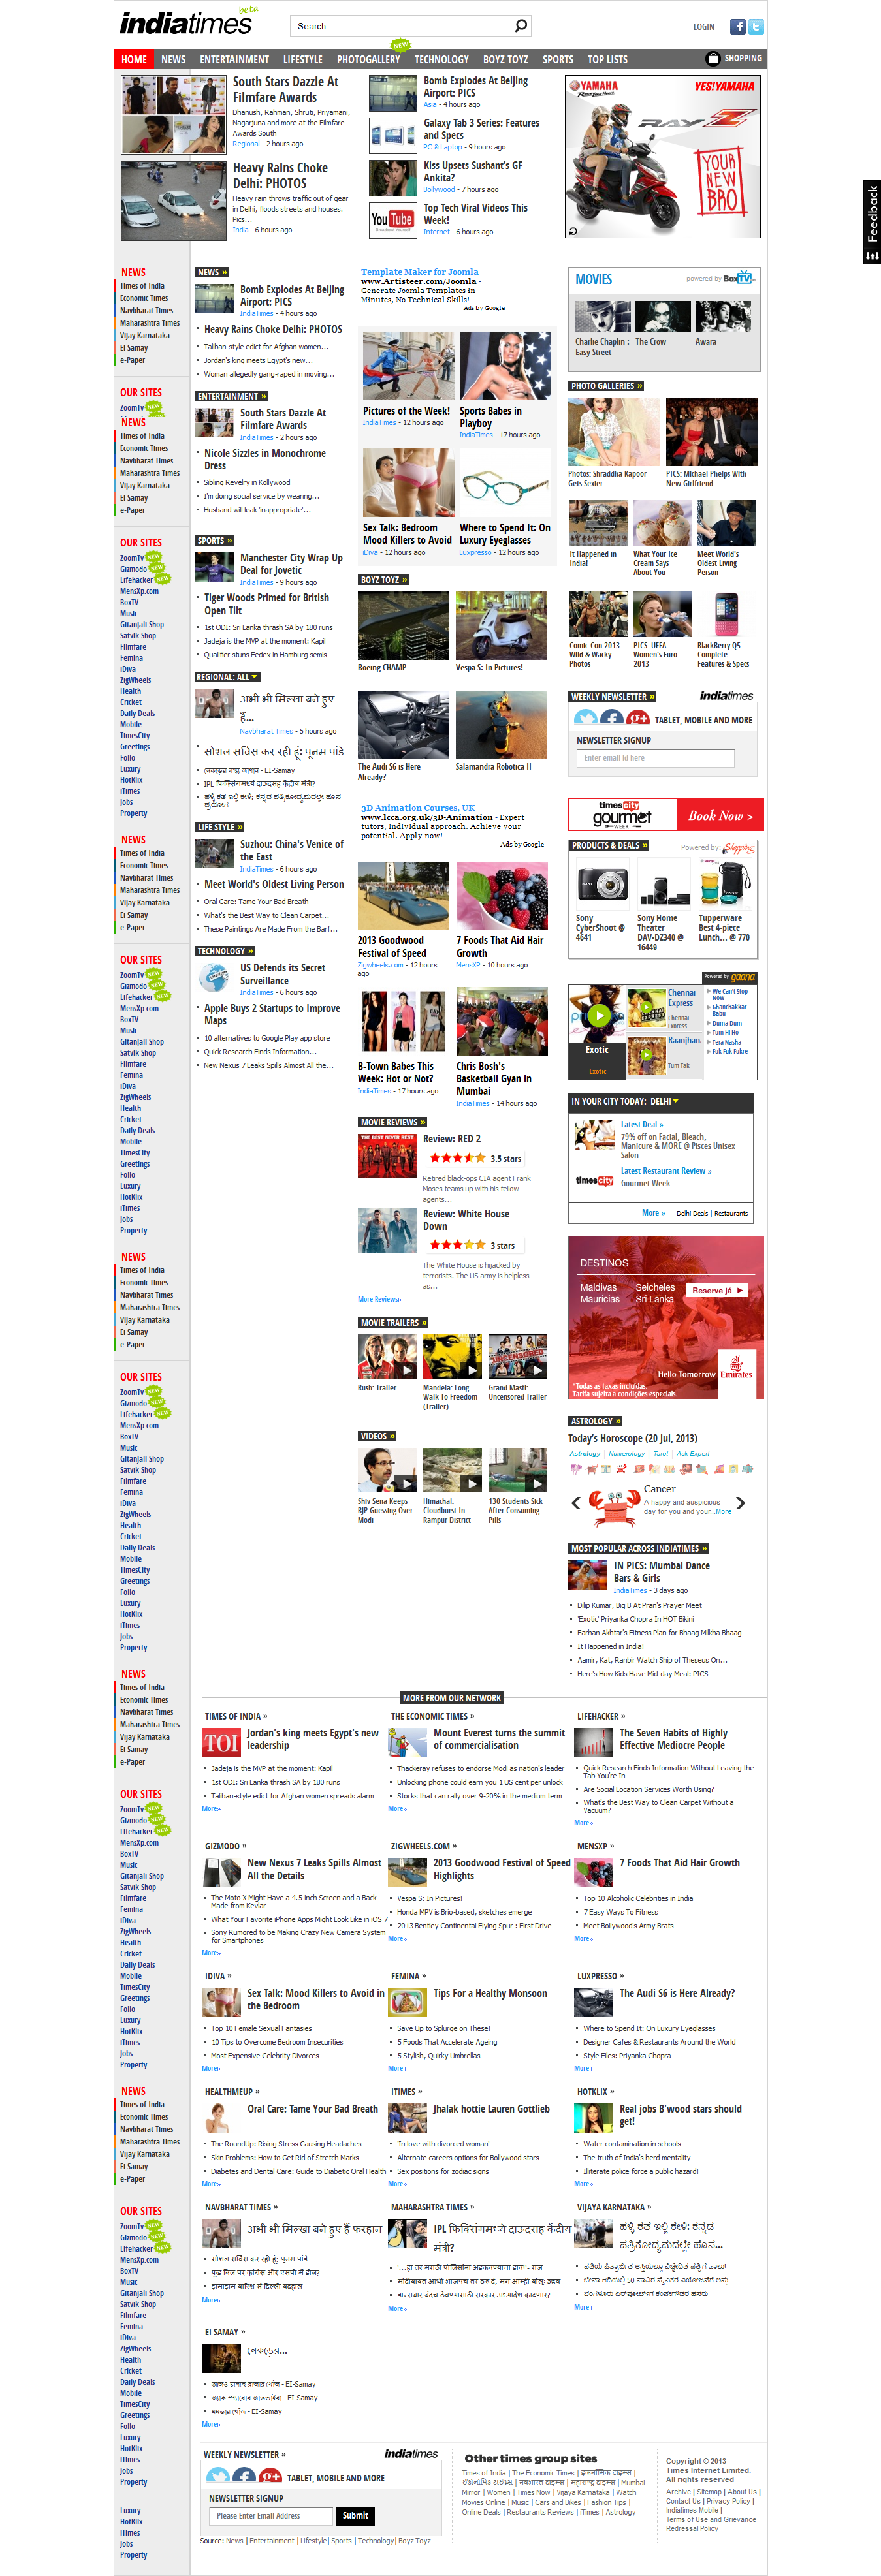 indiatimes beta
Search
LOGIN
HOME NEWS ENTERTAINMENT LIFESTYLE PHOTOGALLERY NEW TECHNOLOGY BOYZ TOYZ SPORTS TOP LISTS SHOPPING
South Stars Dazzle At
Filmfare Awards
Dhanush, Rahman, Shruti, Priyamani,
Nagarjuna and more at the Filmfare
Awards South
Regional - 2 hours ago
Heavy Rains Choke
Delhi: PHOTOS
Heavy rain throws traffic out of gear
in Delhi, floods streets and houses.
Pics...
India - 6 hours ago
Bomb Explodes At Beijing
Airport: PICS
Asia - 4 hours ago
Galaxy Tab 3 Series: Features
and Specs
PC & Laptop - 9 hours ago
Kiss Upsets Sushant's GF
Ankita?
Bollywood - 7 hours ago
Top Tech Viral Videos This
Week!
Internet - 6 hours ago
YAMAHA YES! YAMAHA
RAY Z
YOUR
NEW
BRO!
Feedback
NEWS
Times of India
Economic Times
Navbharat Times
Maharashtra Times
Vijay Karnataka
Ei Samay
e-Paper
OUR SITES
ZoomTv NEW
NEWS
Times of India
Economic Times
Navbharat Times
Maharashtra Times
Vijay Karnataka
Ei Samay
e-Paper
OUR SITES
ZoomTv NEW
Gizmodo NEW
Lifehacker NEW
MensXp.com
BoxTV
Music
Gitanjali Shop
Satvik Shop
Filmfare
Femina
iDiva
ZigWheels
Health
Cricket
Daily Deals
Mobile
TimesCity
Greetings
Follo
Luxury
HotKlix
iTimes
Jobs
Property
NEWS »
Bomb Explodes At Beijing
Airport: PICS
IndiaTimes - 4 hours ago
Heavy Rains Choke Delhi: PHOTOS
Taliban-style edict for Afghan women...
Jordan's king meets Egypt's new...
Woman allegedly gang-raped in moving...
ENTERTAINMENT »
South Stars Dazzle At
Filmfare Awards
IndiaTimes - 2 hours ago
Nicole Sizzles in Monochrome
Dress
Sibling Revelry in Kollywood
I'm doing social service by wearing...
Husband will leak 'inappropriate'...
SPORTS »
Manchester City Wrap Up
Deal for Jovetic
IndiaTimes - 9 hours ago
Tiger Woods Primed for British
Open Tilt
1st ODI: Sri Lanka thrash SA by 180 runs
Jadeja is the MVP at the moment: Kapil
Qualifier stuns Fedex in Hamburg semis
REGIONAL: ALL
अभी भी मिल्खा बने हुए
हैं...
Navbharat Times - 5 hours ago
सोशल सर्विस कर रही हूं: पूनम पांडे
LIFE STYLE »
Suzhou: China's Venice of
the East
IndiaTimes - 6 hours ago
Meet World's Oldest Living Person
Oral Care: Tame Your Bad Breath
What's the Best Way to Clean Carpet...
These Paintings Are Made From the Barf...
TECHNOLOGY »
US Defends its Secret
Surveillance
IndiaTimes - 6 hours ago
Apple Buys 2 Startups to Improve
Maps
10 alternatives to Google Play app store
Quick Research Finds Information...
New Nexus 7 Leaks Spills Almost All the...
Template Maker for Joomla
www.Artisteer.com/Joomla -
Generate Joomla Templates in
Minutes, No Technical Skills!
Ads by Google
Pictures of the Week!
IndiaTimes - 12 hours ago
Sports Babes in
Playboy
IndiaTimes - 17 hours ago
Sex Talk: Bedroom
Mood Killers to Avoid
iDiva - 12 hours ago
Where to Spend It: On
Luxury Eyeglasses
Luxpresso - 12 hours ago
BOYZ TOYZ »
Boeing CHAMP
Vespa S: In Pictures!
The Audi S6 is Here
Already?
Salamandra Robotica II
3D Animation Courses, UK
www.lcca.org.uk/3D-Animation - Expert
tutors, individual approach. Achieve your
potential. Apply now!
Ads by Google
2013 Goodwood
Festival of Speed
Zigwheels.com - 12 hours
ago
7 Foods That Aid Hair
Growth
MensXP - 10 hours ago
B-Town Babes This
Week: Hot or Not?
IndiaTimes - 17 hours ago
Chris Bosh's
Basketball Gyan in
Mumbai
IndiaTimes - 14 hours ago
MOVIE REVIEWS »
Review: RED 2
3.5 stars
Retired black-ops CIA agent Frank
Moses teams up with his fellow
agents...
Review: White House
Down
3 stars
The White House is hijacked by
terrorists. The US army is helpless
as...
More Reviews»
MOVIE TRAILERS »
Rush: Trailer
Mandela: Long
Walk To Freedom
(Trailer)
Grand Masti:
Uncensored Trailer
VIDEOS »
Shiv Sena Keeps
BJP Guessing Over
Modi
Himachal:
Cloudburst In
Rampur District
130 Students Sick
After Consuming
Pills
MOVIES powered by BoxTV
Charlie Chaplin :
Easy Street
The Crow
Awara
PHOTO GALLERIES »
Photos: Shraddha Kapoor
Gets Sexier
PICS: Michael Phelps With
New Girlfriend
It Happened in
India!
What Your Ice
Cream Says
About You
Meet World's
Oldest Living
Person
Comic-Con 2013:
Wild & Wacky
Photos
PICS: UEFA
Women's Euro
2013
BlackBerry Q5:
Complete
Features & Specs
WEEKLY NEWSLETTER » indiatimes
TABLET, MOBILE AND MORE
NEWSLETTER SIGNUP
Enter email id here
timescity
gourmet
WEEK
Book Now >
PRODUCTS & DEALS » Powered by: Shopping
Sony
CyberShoot @
4641
Sony Home
Theater
DAV-DZ340 @
16449
Tupperware
Best 4-piece
Lunch... @ 770
Powered by gaana
Exotic
Exotic
Chennai
Express
Raanjhana
Tum Tak
We Can't Stop
Now
Ghanchakkar
Babu
Duma Dum
Tum Hi Ho
Tera Nasha
Fuk Fuk Fukre
IN YOUR CITY TODAY: DELHI
Latest Deal »
79% off on Facial, Bleach,
Manicure & MORE @ Pisces Unisex
Salon
timescity
Latest Restaurant Review »
Gourmet Week
More » Delhi Deals | Restaurants
DESTINOS
Maldivas Seicheles
Maurícias Sri Lanka
Reserve já
Hello Tomorrow
Emirates
*Todas as taxas incluídas.
Tarifa sujeita a condições especiais.
ASTROLOGY »
Today's Horoscope (20 Jul, 2013)
Astrology Numerology Tarot Ask Expert
Cancer
A happy and auspicious
day for you and your...More
MOST POPULAR ACROSS INDIATIMES »
IN PICS: Mumbai Dance
Bars & Girls
IndiaTimes - 3 days ago
Dilip Kumar, Big B At Pran's Prayer Meet
'Exotic' Priyanka Chopra In HOT Bikini
Farhan Akhtar's Fitness Plan for Bhaag Milkha Bhaag
It Happened in India!
Aamir, Kat, Ranbir Watch Ship of Theseus On...
Here's How Kids Have Mid-day Meal: PICS
MORE FROM OUR NETWORK
TIMES OF INDIA »
TOI
Jordan's king meets Egypt's new
leadership
Jadeja is the MVP at the moment: Kapil
1st ODI: Sri Lanka thrash SA by 180 runs
Taliban-style edict for Afghan women spreads alarm
More»
THE ECONOMIC TIMES »
Mount Everest turns the summit
of commercialisation
Thackeray refuses to endorse Modi as nation's leader
Unlocking phone could earn you 1 US cent per unlock
Stocks that can rally over 9-20% in the medium term
More»
LIFEHACKER »
The Seven Habits of Highly
Effective Mediocre People
Quick Research Finds Information Without Leaving the
Tab You're In
Are Social Location Services Worth Using?
What's the Best Way to Clean Carpet Without a
Vacuum?
More»
GIZMODO »
New Nexus 7 Leaks Spills Almost
All the Details
The Moto X Might Have a 4.5-inch Screen and a Back
Made from Kevlar
What Your Favorite iPhone Apps Might Look Like in iOS 7
Sony Rumored to be Making Crazy New Camera System
for Smartphones
More»
ZIGWHEELS.COM »
2013 Goodwood Festival of Speed
Highlights
Vespa S: In Pictures!
Honda MPV is Brio-based, sketches emerge
2013 Bentley Continental Flying Spur : First Drive
More»
MENSXP »
7 Foods That Aid Hair Growth
Top 10 Alcoholic Celebrities in India
7 Easy Ways To Fitness
Meet Bollywood's Army Brats
More»
IDIVA »
Sex Talk: Mood Killers to Avoid in
the Bedroom
Top 10 Female Sexual Fantasies
10 Tips to Overcome Bedroom Insecurities
Most Expensive Celebrity Divorces
More»
FEMINA »
Tips For a Healthy Monsoon
Save Up to Splurge on These!
5 Foods That Accelerate Ageing
5 Stylish, Quirky Umbrellas
More»
LUXPRESSO »
The Audi S6 is Here Already?
Where to Spend It: On Luxury Eyeglasses
Designer Cafes & Restaurants Around the World
Style Files: Priyanka Chopra
More»
HEALTHMEUP »
Oral Care: Tame Your Bad Breath
The RoundUp: Rising Stress Causing Headaches
Skin Problems: How to Get Rid of Stretch Marks
Diabetes and Dental Care: Guide to Diabetic Oral Health
More»
ITIMES »
Jhalak hottie Lauren Gottlieb
'In love with divorced woman'
Alternate careers options for Bollywood stars
Sex positions for zodiac signs
More»
HOTKLIX »
Real jobs B'wood stars should
get!
Water contamination in schools
The truth of India's herd mentality
Illiterate police force a public hazard!
More»
NAVBHARAT TIMES »
अभी भी मिल्खा बने हुए हैं फरहान
सोशल सर्विस कर रही हूं: पूनम पांडे
फूड बिल पर कांग्रेस और एसपी में डील?
झमाझम बारिश से दिल्ली बदहाल
More»
MAHARASHTRA TIMES »
IPL फिक्सिंगमध्ये दाऊदसह केंद्रीय
मंत्री?
More»
VIJAYA KARNATAKA »
More»
EI SAMAY »
More»
WEEKLY NEWSLETTER » indiatimes
TABLET, MOBILE AND MORE
NEWSLETTER SIGNUP
Please Enter Email Address Submit
Source: News | Entertainment | Lifestyle | Sports | Technology | Boyz Toyz
Other times group sites
Times of India | The Economic Times | इकनॉमिक टाइम्स |
Mirror | Women | Times Now | Vijaya Karnataka | Watch
Movies Online | Music | Cars and Bikes | Fashion Tips |
Online Deals | Restaurants Reviews | iTimes | Astrology
Copyright © 2013
Times Internet Limited.
All rights reserved
Archive | Sitemap | About Us |
Contact Us | Privacy Policy |
Indiatimes Mobile |
Terms of Use and Grievance
Redressal Policy